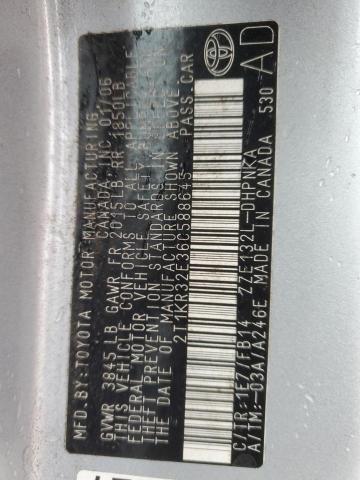 MFD.BY:TOYOTA MOTOR MANUFACTURING
CANADA, INC. 01/06
GVWR 3845 LB GAWR FR 2015LB RR 1850LB
THIS VEHICLE CONFORMS TO ALL APPLICABLE
FEDERAL MOTOR VEHICLE SAFETY, BUMPER, AND
THEFT PREVENTION STANDARDS IN EFFECT ON
THE DATE OF MANUFACTURE SHOWN ABOVE.
2T1KR32E36C588645 PASS.CAR
C/TR: 1E7/FB14 ZZE132L-DHPNKA
A/TM:-03A/A246E MADE IN CANADA 530
AD